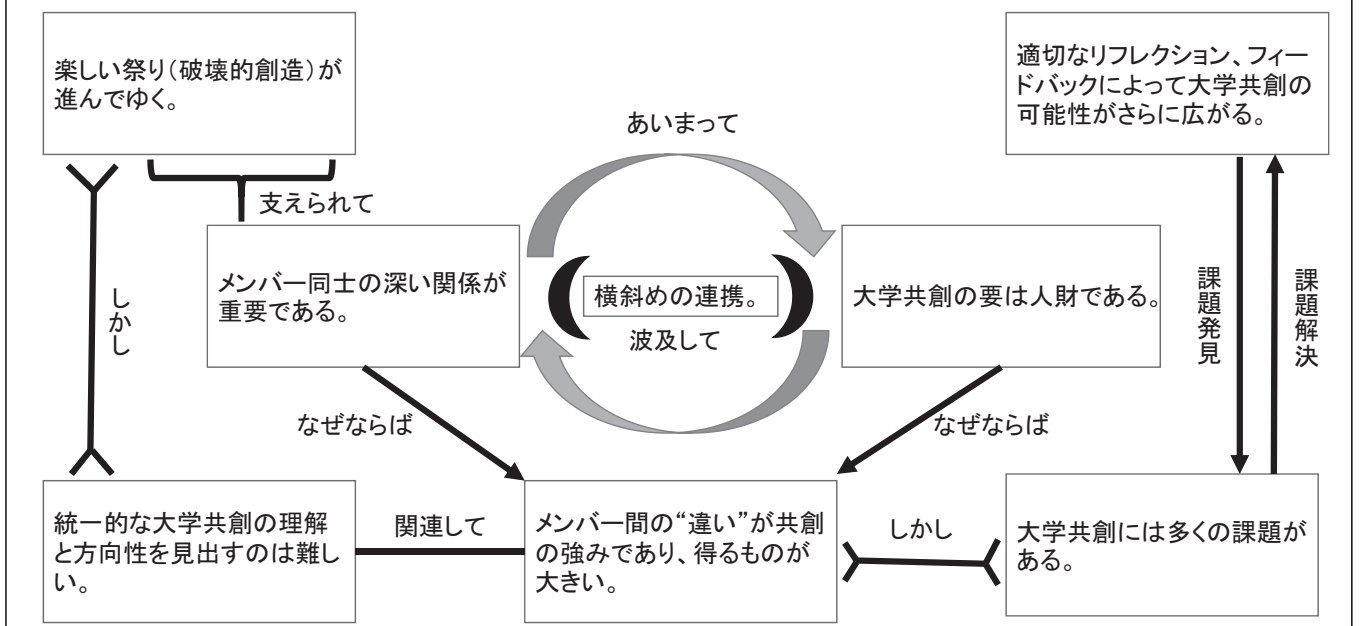 楽しい祭り（破壊的創造）が
進んでゆく。
適切なリフレクション、フィー
ドバックによって大学共創の
可能性がさらに広がる。
あいまって
支えられて
メンバー同士の深い関係が
重要である。
横斜めの連携。
波及して
大学共創の要は人財である。
しかし
課題発見
課題解決
なぜならば
なぜならば
統一的な大学共創の理解
と方向性を見出すのは難し
い。
関連して
メンバー間の“違い”が共創
の強みであり、得るものが
大きい。
しかし
大学共創には多くの課題が
ある。